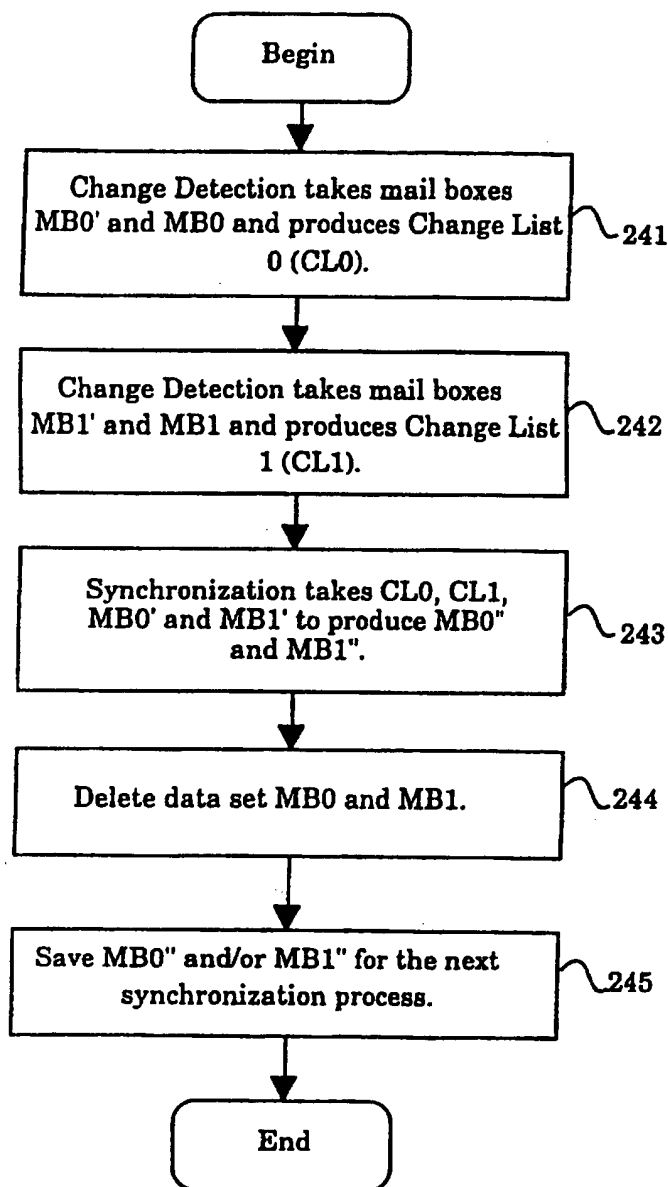 Begin
Change Detection takes mail boxes
MB0' and MB0 and produces Change List
0 (CL0).
241
Change Detection takes mail boxes
MB1' and MB1 and produces Change List
1 (CL1).
242
Synchronization takes CL0, CL1,
MB0' and MB1' to produce MB0"
and MB1".
243
Delete data set MB0 and MB1.
244
Save MB0" and/or MB1" for the next
synchronization process.
245
End